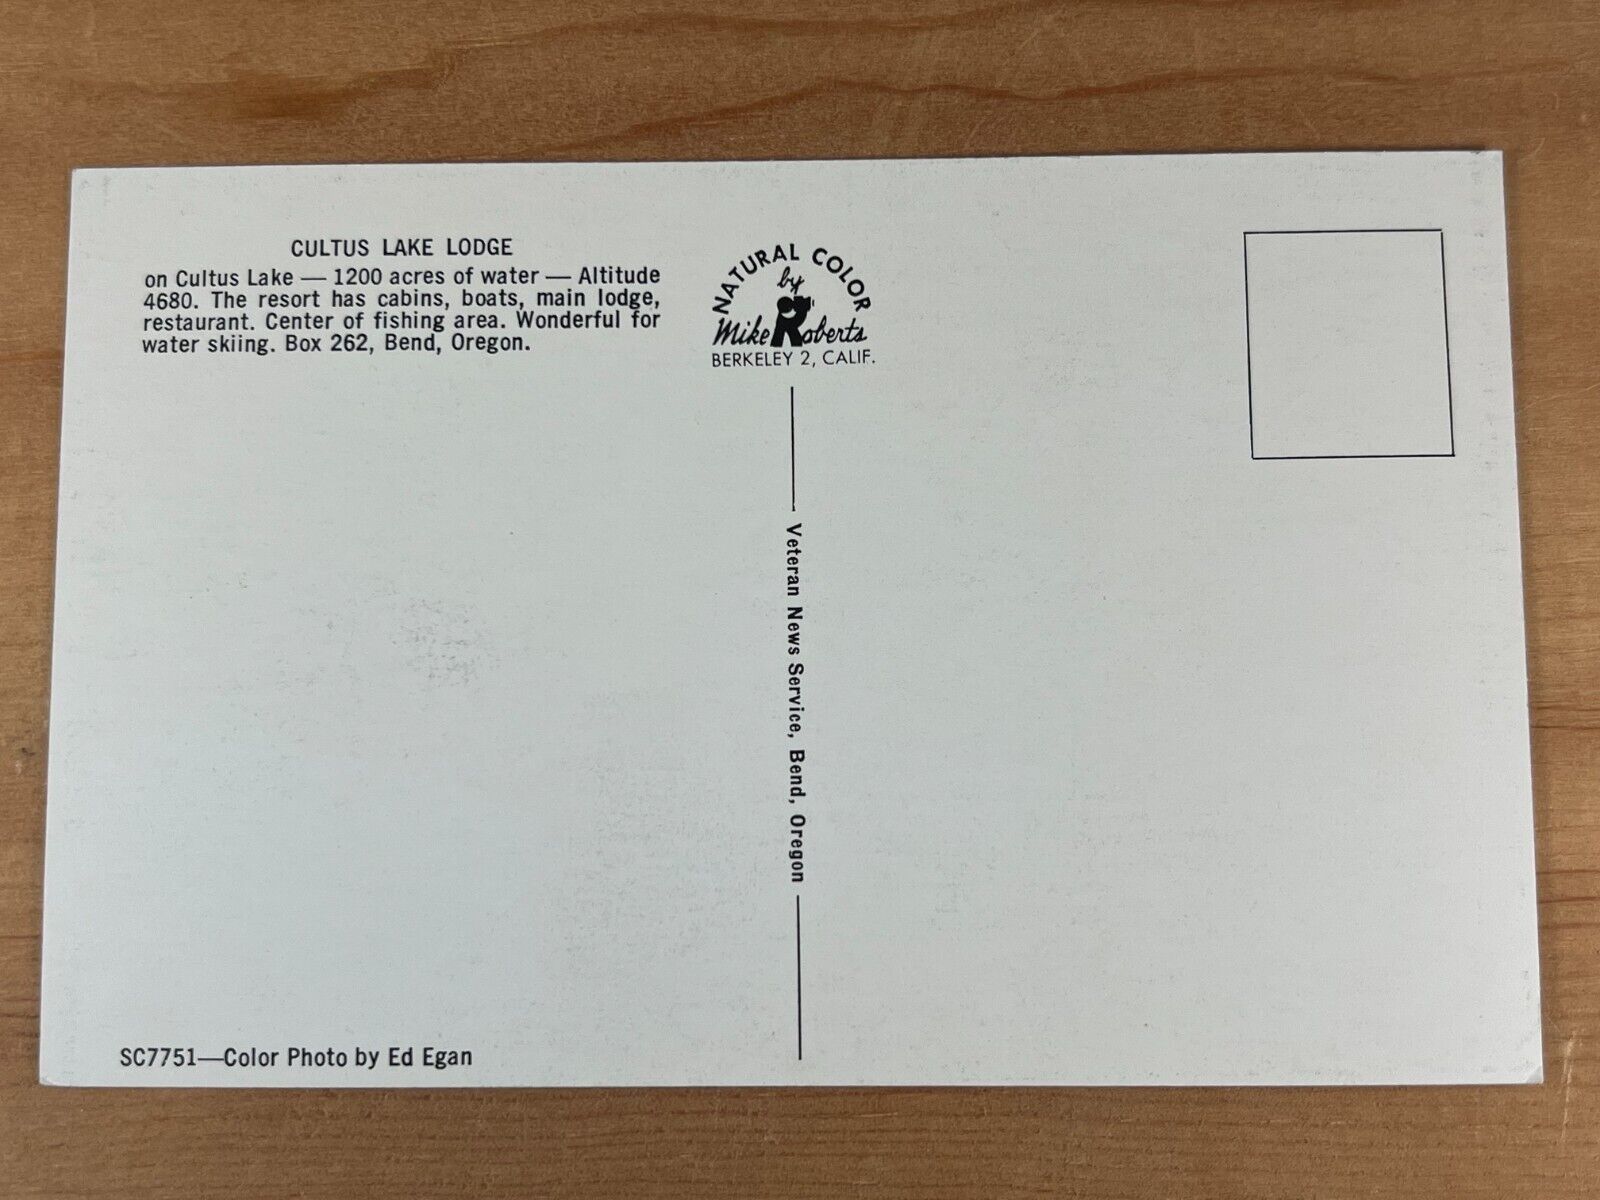 CULTUS LAKE LODGE
on Cultus Lake — 1200 acres of water — Altitude
4680. The resort has cabins, boats, main lodge,
restaurant. Center of fishing area. Wonderful for
water skiing. Box 262, Bend, Oregon.
NATURAL COLOR
by
Mike Roberts
BERKELEY 2, CALIF.
Veteran News Service, Bend, Oregon
SC7751—Color Photo by Ed Egan